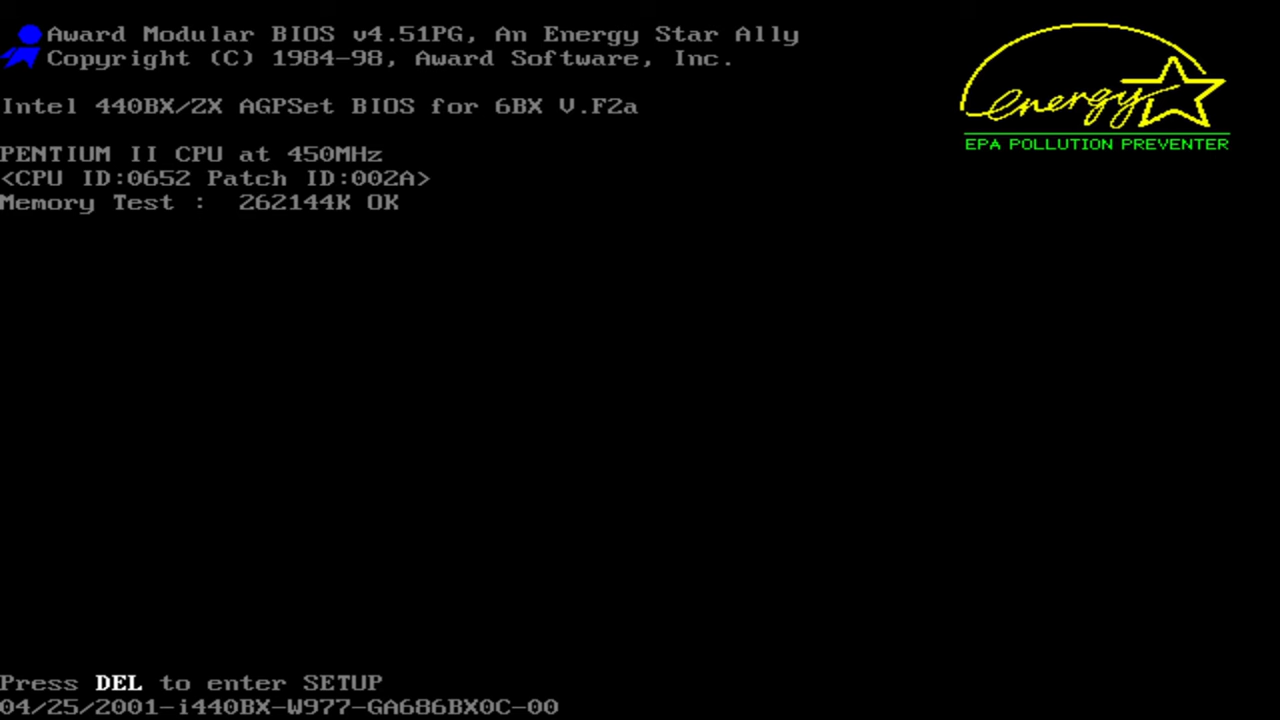 Award Modular BIOS v4.51PG, An Energy Star Ally
Copyright (C) 1984-98, Award Software, Inc.
energy
EPA POLLUTION PREVENTER
Intel 440BX/ZX AGPSet BIOS for 6BX V.F2a
PENTIUM II CPU at 450MHz
<CPU ID:0652 Patch ID:002A>
Memory Test :  262144K OK
Press DEL to enter SETUP
04/25/2001-i440BX-W977-GA686BX0C-00